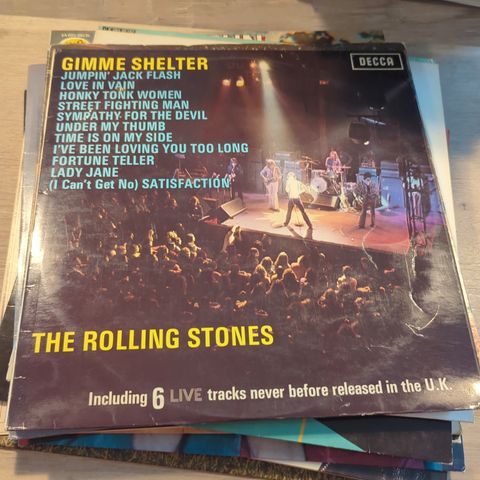 GIMME SHELTER
DECCA
JUMPIN' JACK FLASH
LOVE IN VAIN
HONKY TONK WOMEN
STREET FIGHTING MAN
SYMPATHY FOR THE DEVIL
UNDER MY THUMB
TIME IS ON MY SIDE
I'VE BEEN LOVING YOU TOO LONG
FORTUNE TELLER
LADY JANE
(I Can't Get No) SATISFACTION
THE ROLLING STONES
Including 6 LIVE tracks never before released in the U.K.